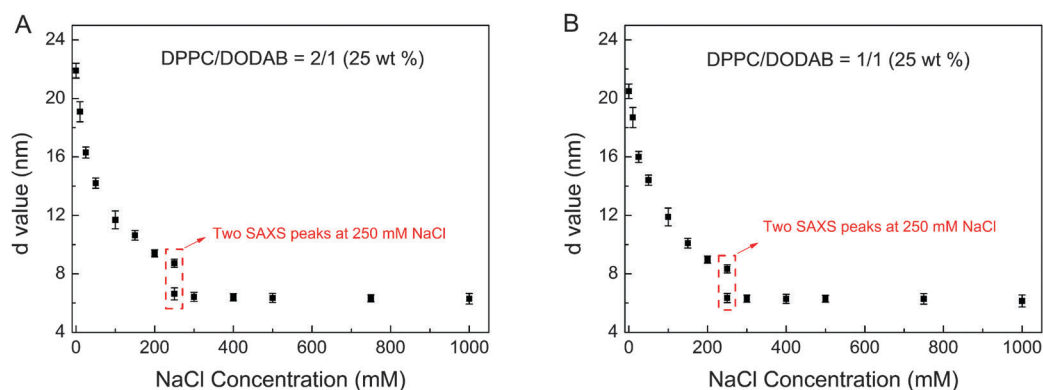 A
DPPC/DODAB = 2/1 (25 wt %)
24
20
16
12
8
4
d value (nm)
Two SAXS peaks at 250 mM NaCl
0 200 400 600 800 1000
NaCl Concentration (mM)
B
DPPC/DODAB = 1/1 (25 wt %)
24
20
16
12
8
4
d value (nm)
Two SAXS peaks at 250 mM NaCl
0 200 400 600 800 1000
NaCl Concentration (mM)